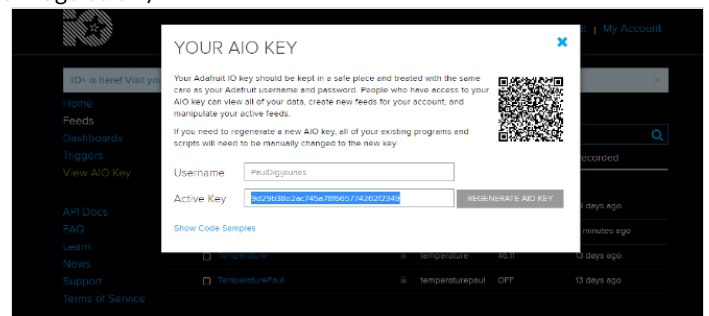 My Account
YOUR AIO KEY
IO+ is here! Visit you
Your Adafruit IO key should be kept in a safe place and treated with the same
care as your Adafruit username and password. People who have access to your
AIO key can view all of your data, create new feeds for your account, and
manipulate your active feeds.
If you need to regenerate a new AIO key, all of your existing programs and
scripts will need to be manually changed to the new key.
Home
Feeds
Dashboards
Triggers
View AIO Key
ecorded
Username
PaulDigijeunes
Active Key
REGENERATE AIO KEY
API Docs
days ago
FAQ
Show Code Samples
minutes ago
Learn
News
Temperature temperature 46.11 13 days ago
Support
TemperaturePaul temperaturepaul OFF 13 days ago
Terms of Service